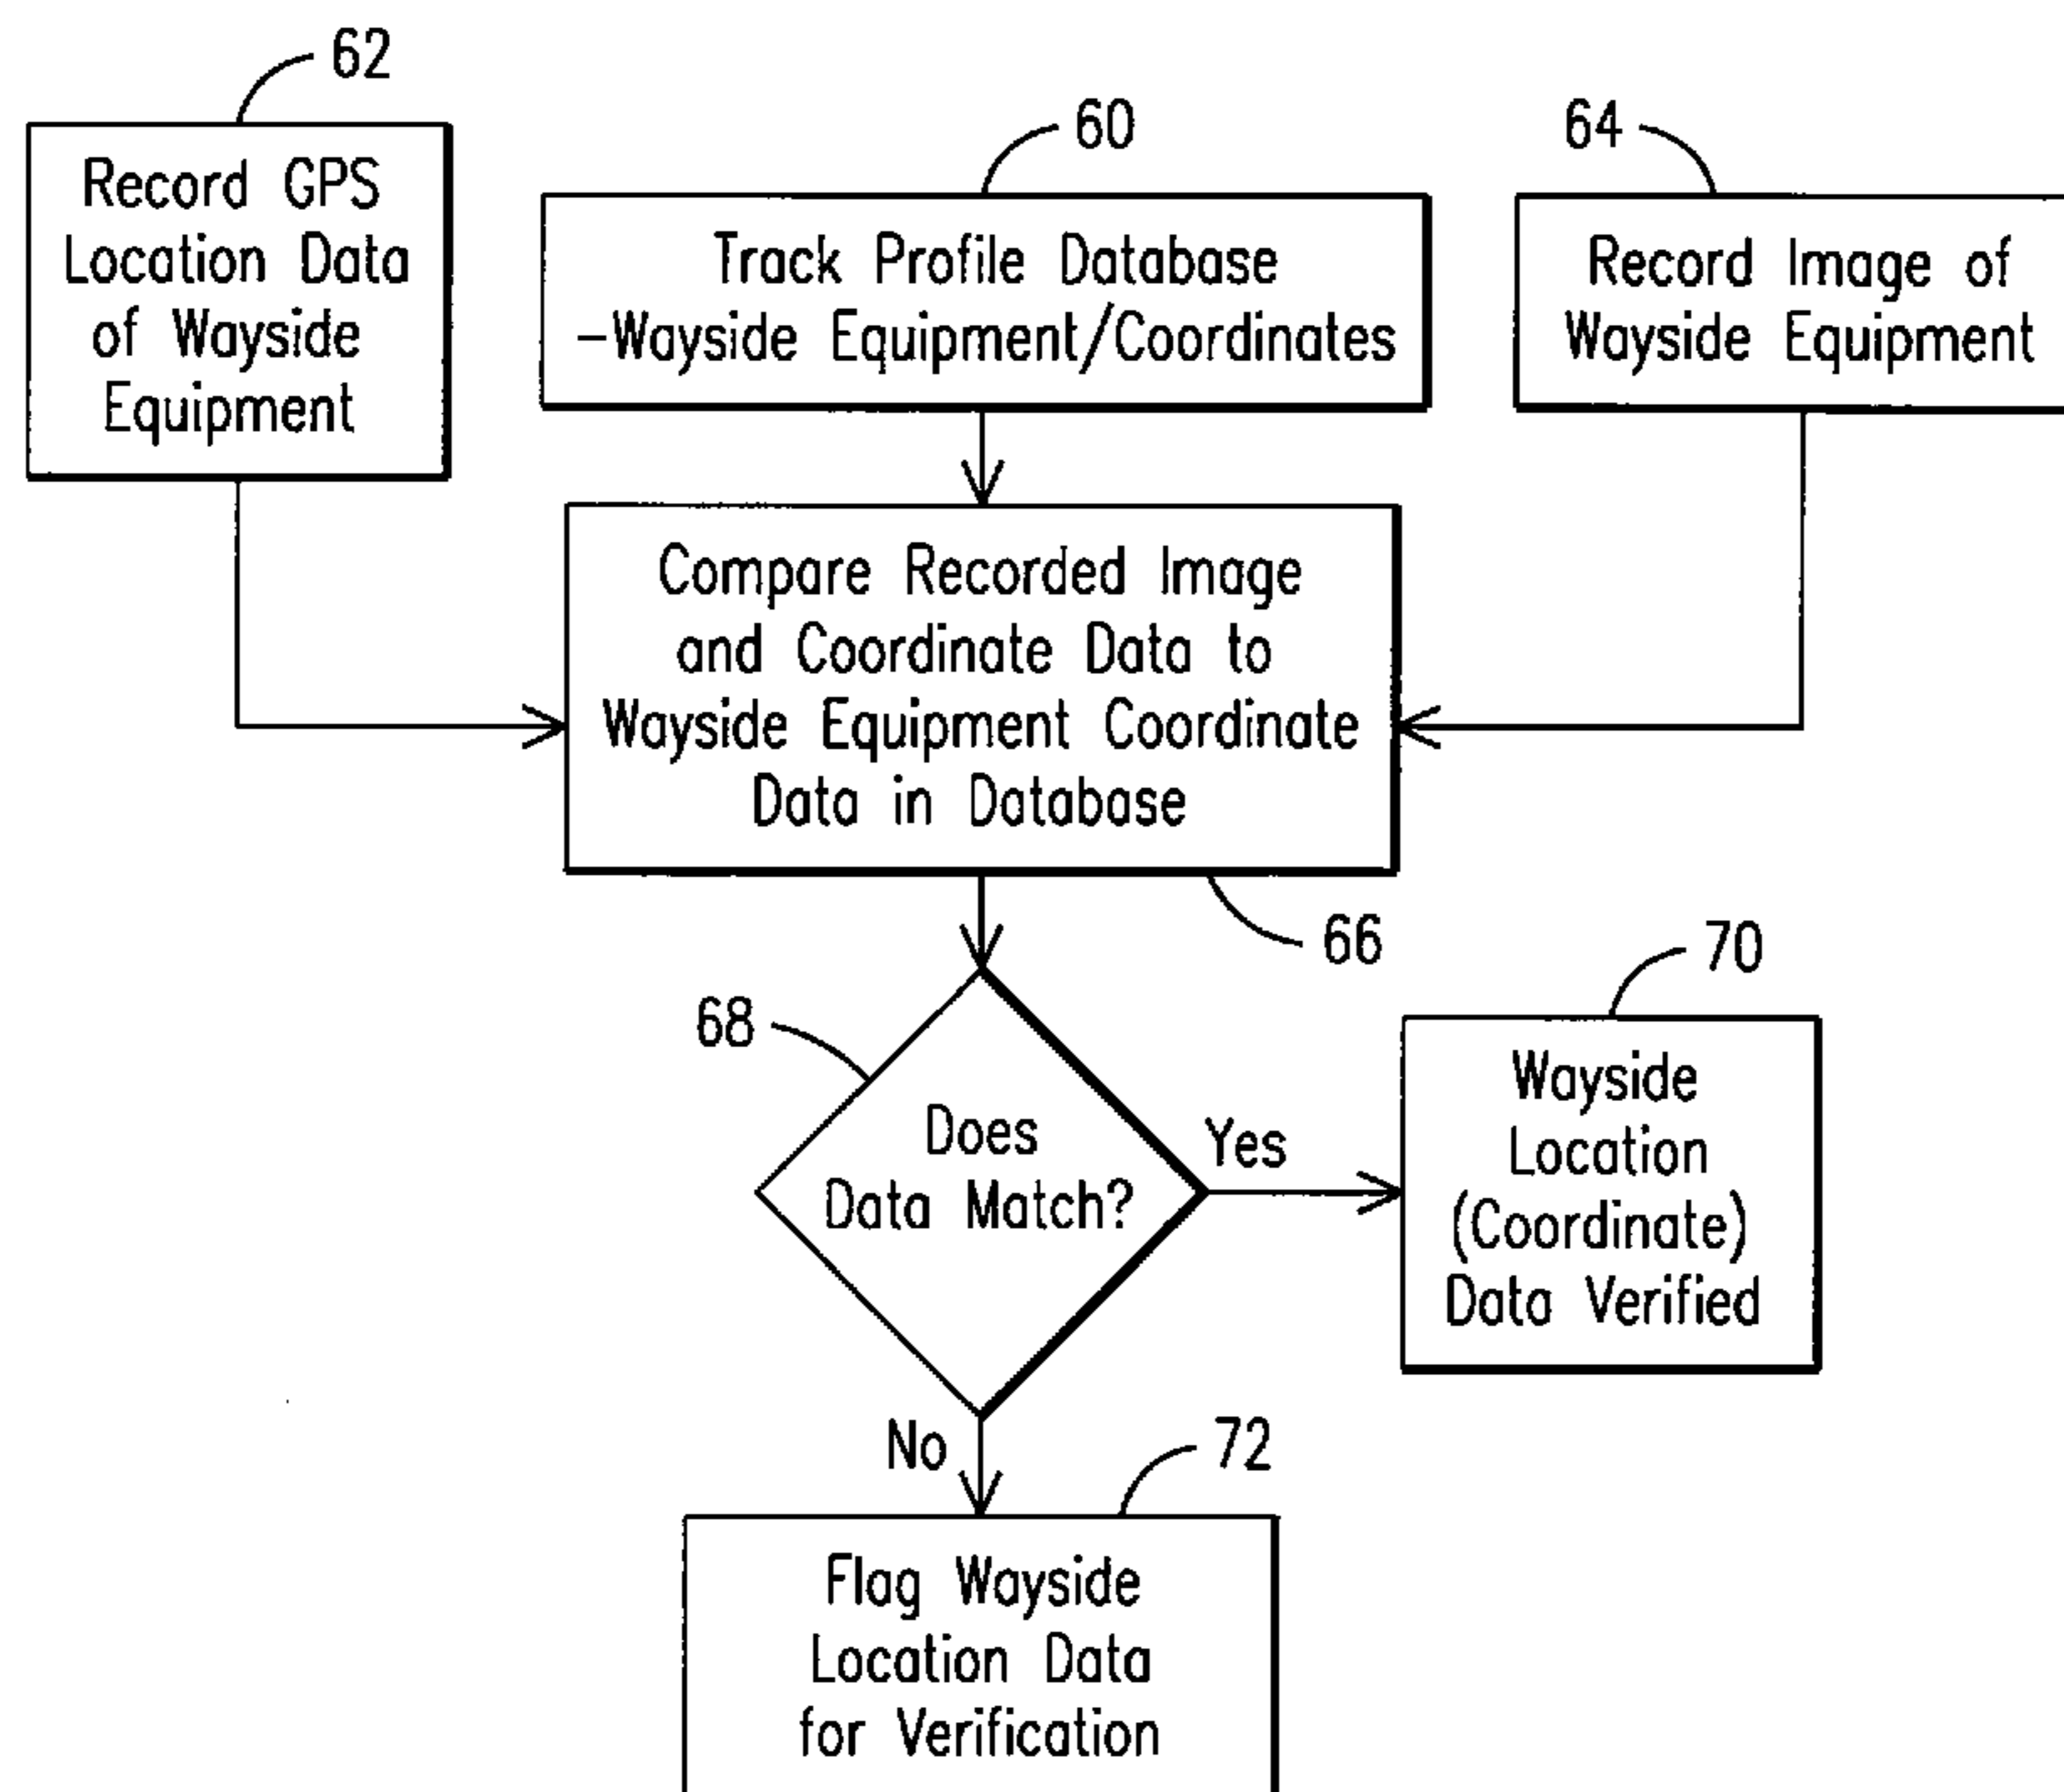 62
Record GPS
Location Data
of Wayside
Equipment
60
Track Profile Database
-Wayside Equipment/Coordinates
64
Record Image of
Wayside Equipment
Compare Recorded Image
and Coordinate Data to
Wayside Equipment Coordinate
Data in Database
66
68
Does
Data Match?
Yes
70
Wayside
Location
(Coordinate)
Data Verified
No
72
Flag Wayside
Location Data
for Verification